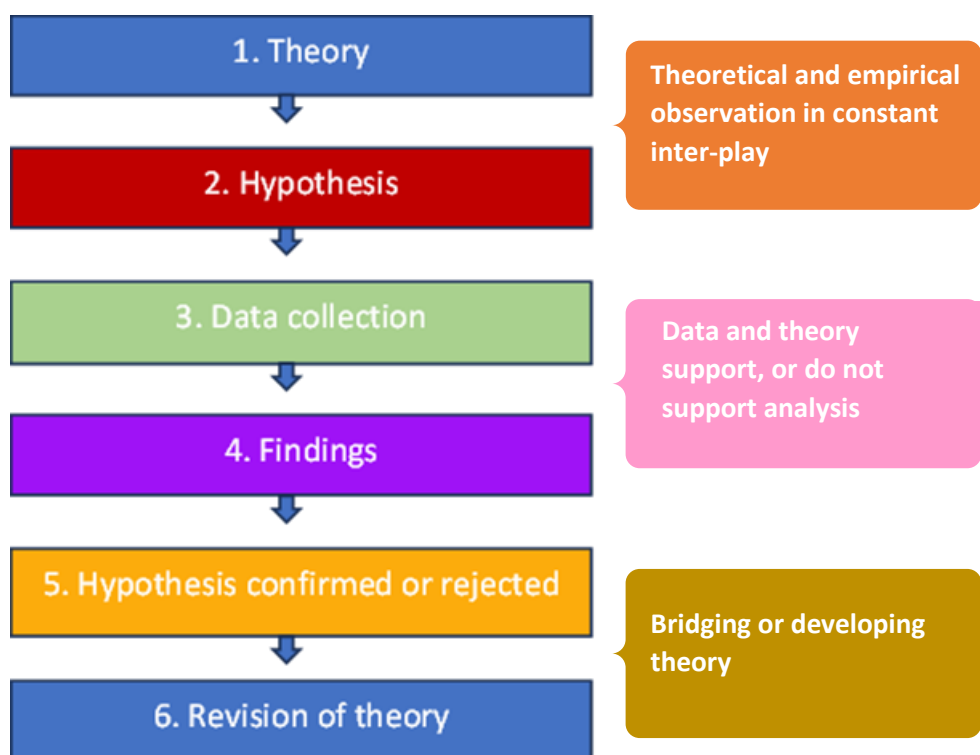 1. Theory
Theoretical and empirical
observation in constant
inter-play
2. Hypothesis
3. Data collection
Data and theory
support, or do not
support analysis
4. Findings
5. Hypothesis confirmed or rejected
Bridging or developing
theory
6. Revision of theory